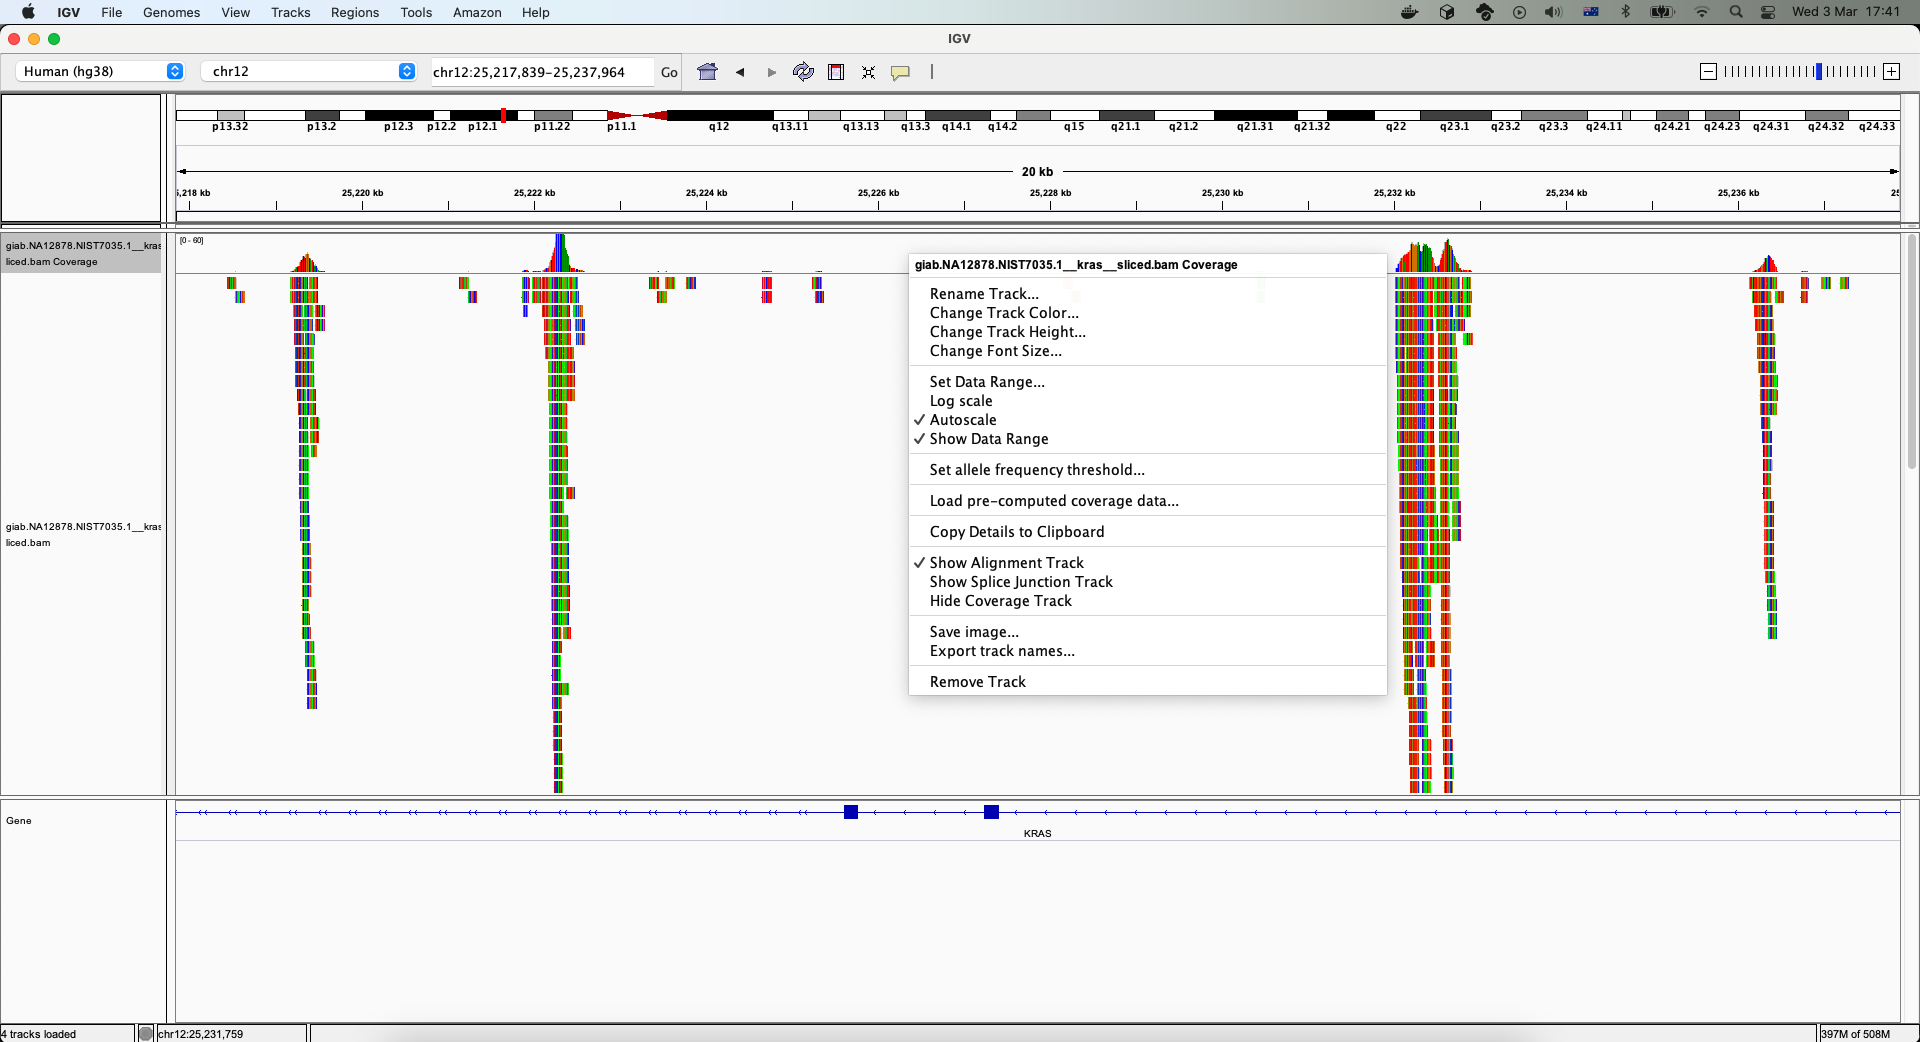 IGV File Genomes View Tracks Regions Tools Amazon Help Wed 3 Mar 17:41
IGV
Human (hg38) chr12 chr12:25,217,839-25,237,964 Go
p13.32 p13.2 p12.3 p12.2 p12.1 p11.22 p11.1 q12 q13.11 q13.13 q13.3 q14.1 q14.2 q15 q21.1 q21.2 q21.31 q21.32 q22 q23.1 q23.2 q23.3 q24.11 q24.21 q24.23 q24.31 q24.32 q24.33
20 kb
5,218 kb 25,220 kb 25,222 kb 25,224 kb 25,226 kb 25,228 kb 25,230 kb 25,232 kb 25,234 kb 25,236 kb 25
giab.NA12878.NIST7035.1__kras
liced.bam Coverage
[0 - 60]
giab.NA12878.NIST7035.1__kras__sliced.bam Coverage
Rename Track...
Change Track Color...
Change Track Height...
Change Font Size...
Set Data Range...
Log scale
✓ Autoscale
✓ Show Data Range
Set allele frequency threshold...
Load pre-computed coverage data...
Copy Details to Clipboard
✓ Show Alignment Track
Show Splice Junction Track
Hide Coverage Track
Save image...
Export track names...
Remove Track
giab.NA12878.NIST7035.1__kras
liced.bam
Gene
KRAS
4 tracks loaded chr12:25,231,759 397M of 508M